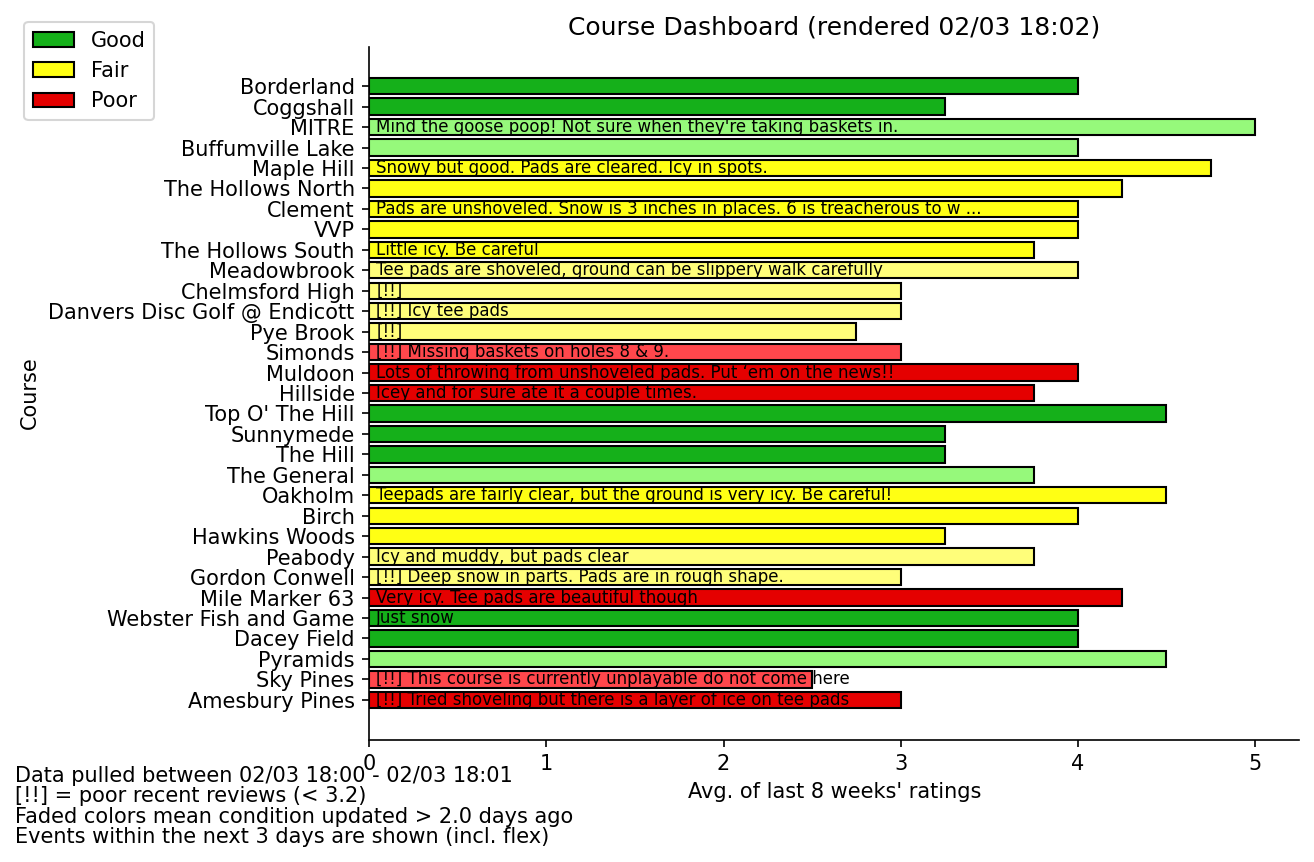 Good
Fair
Poor
Course Dashboard (rendered 02/03 18:02)
Course
Borderland
Coggshall
MITRE Mind the goose poop! Not sure when they're taking baskets in.
Buffumville Lake
Maple Hill Snowy but good. Pads are cleared. Icy in spots.
The Hollows North
Clement Pads are unshoveled. Snow is 3 inches in places. 6 is treacherous to w ...
VVP
The Hollows South Little icy. Be careful
Meadowbrook Tee pads are shoveled, ground can be slippery walk carefully
Chelmsford High [!!]
Danvers Disc Golf @ Endicott [!!] Icy tee pads
Pye Brook [!!]
Simonds [!!] Missing baskets on holes 8 & 9.
Muldoon Lots of throwing from unshoveled pads. Put ‘em on the news!!
Hillside Icey and for sure ate it a couple times.
Top O' The Hill
Sunnymede
The Hill
The General
Oakholm Teepads are fairly clear, but the ground is very icy. Be careful!
Birch
Hawkins Woods
Peabody Icy and muddy, but pads clear
Gordon Conwell [!!] Deep snow in parts. Pads are in rough shape.
Mile Marker 63 Very icy. Tee pads are beautiful though
Webster Fish and Game Just snow
Dacey Field
Pyramids
Sky Pines [!!] This course is currently unplayable do not come here
Amesbury Pines [!!] Tried shoveling but there is a layer of ice on tee pads
0 1 2 3 4 5
Avg. of last 8 weeks' ratings
Data pulled between 02/03 18:00 - 02/03 18:01
[!!] = poor recent reviews (< 3.2)
Faded colors mean condition updated > 2.0 days ago
Events within the next 3 days are shown (incl. flex)